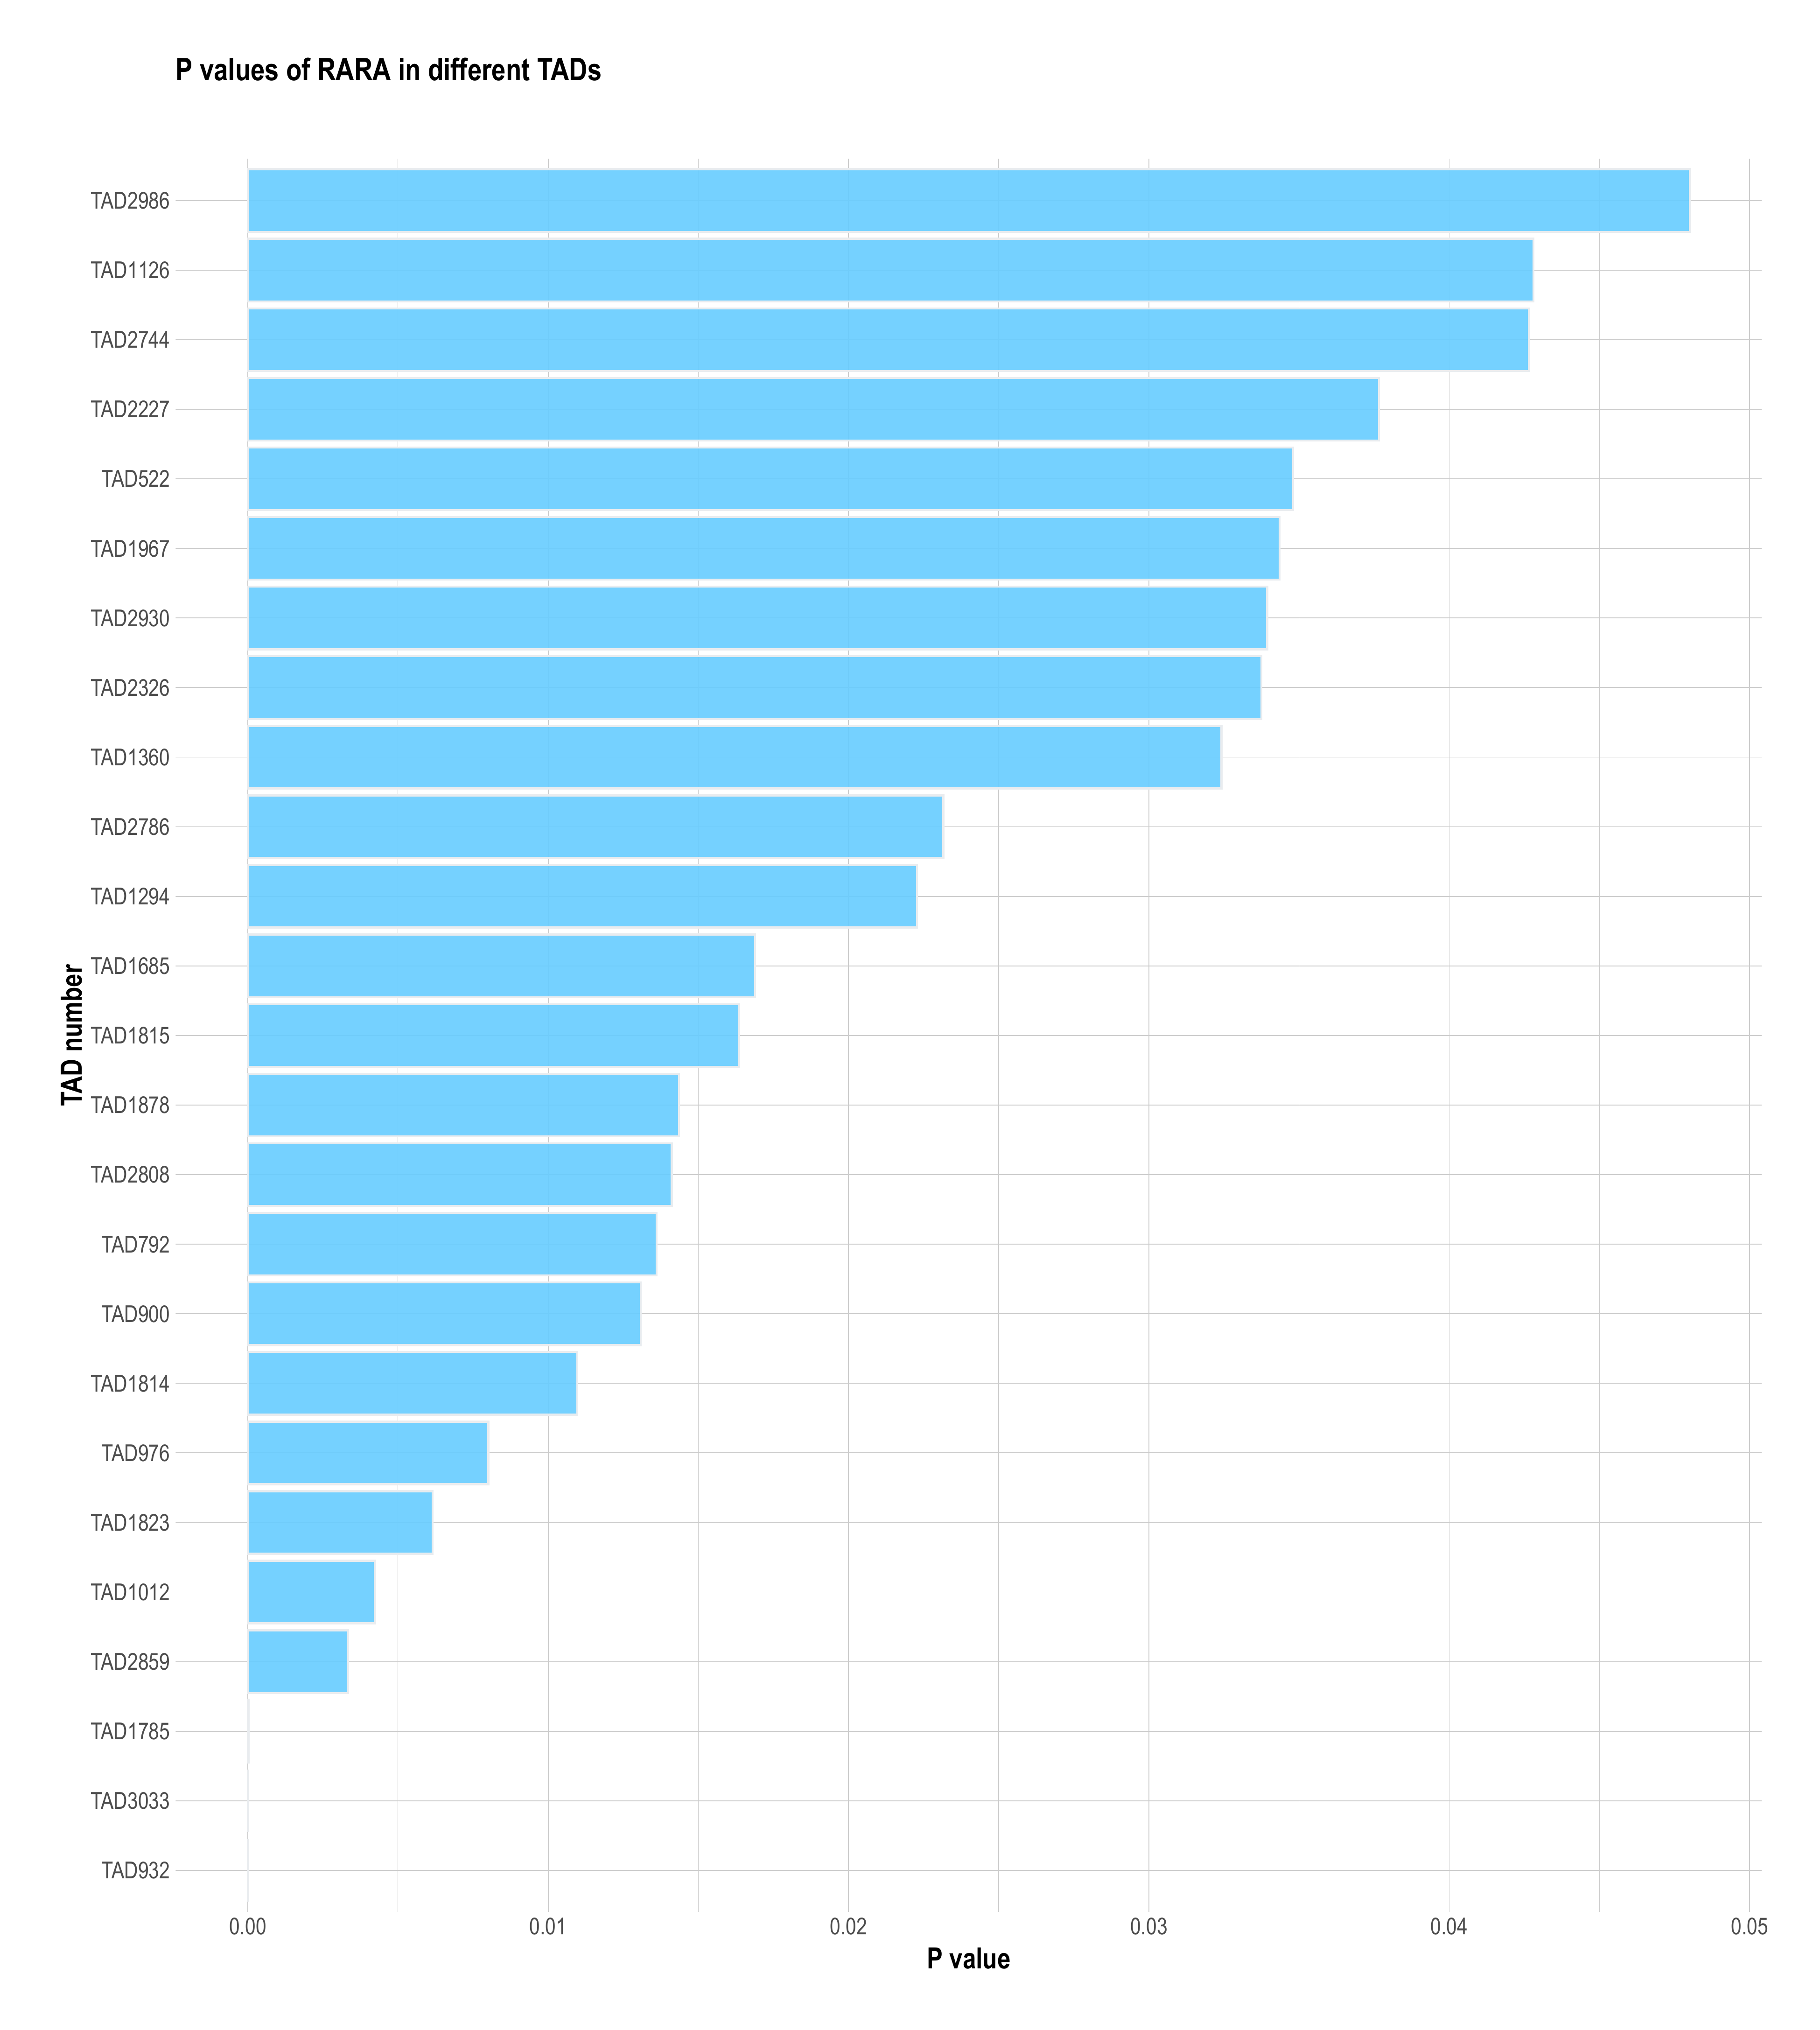 P values of RARA in different TADs
TAD2986
TAD1126
TAD2744
TAD2227
TAD522
TAD1967
TAD2930
TAD2326
TAD1360
TAD2786
TAD1294
TAD1685
TAD1815
TAD1878
TAD2808
TAD792
TAD900
TAD1814
TAD976
TAD1823
TAD1012
TAD2859
TAD1785
TAD3033
TAD932
TAD number
0.00 0.01 0.02 0.03 0.04 0.05
P value